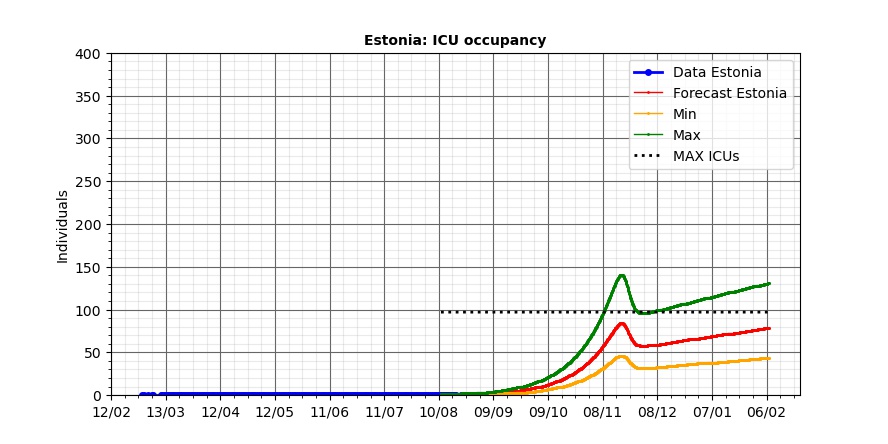 Estonia: ICU occupancy
400
350
300
250
200
150
100
50
0
Individuals
Data Estonia
Forecast Estonia
Min
Max
MAX ICUs
12/02 13/03 12/04 12/05 11/06 11/07 10/08 09/09 09/10 08/11 08/12 07/01 06/02